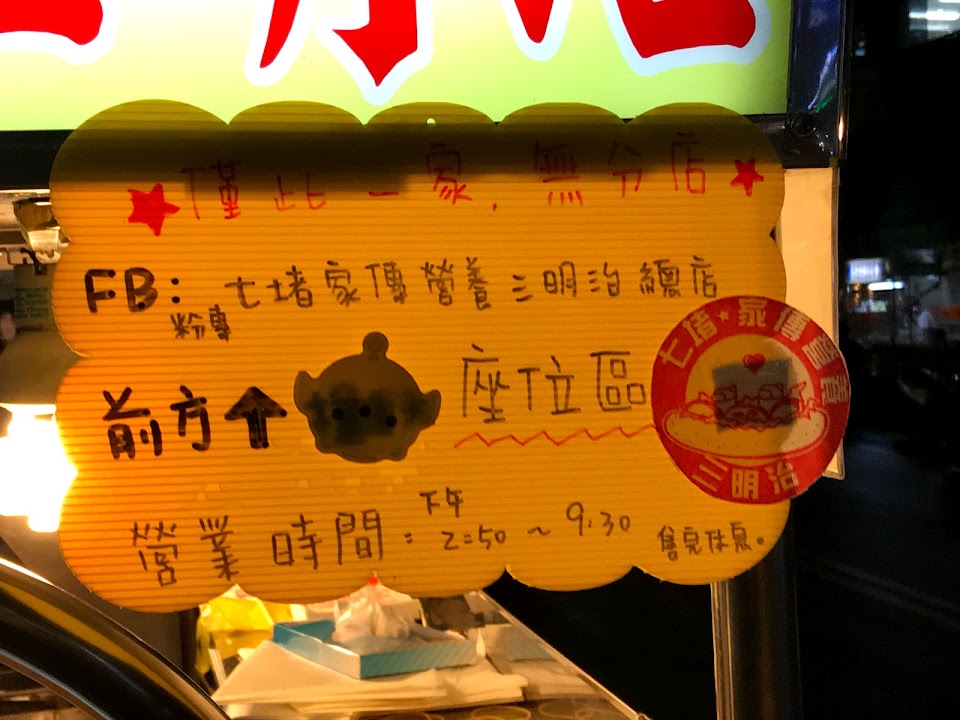 ★僅此一家.無分店★
FB: 七堵家傳營養三明治總店
粉專
前方↑ 座位區
七堵★家傳營養
三明治
營業時間: 下午2:50~9:30 售完休息。